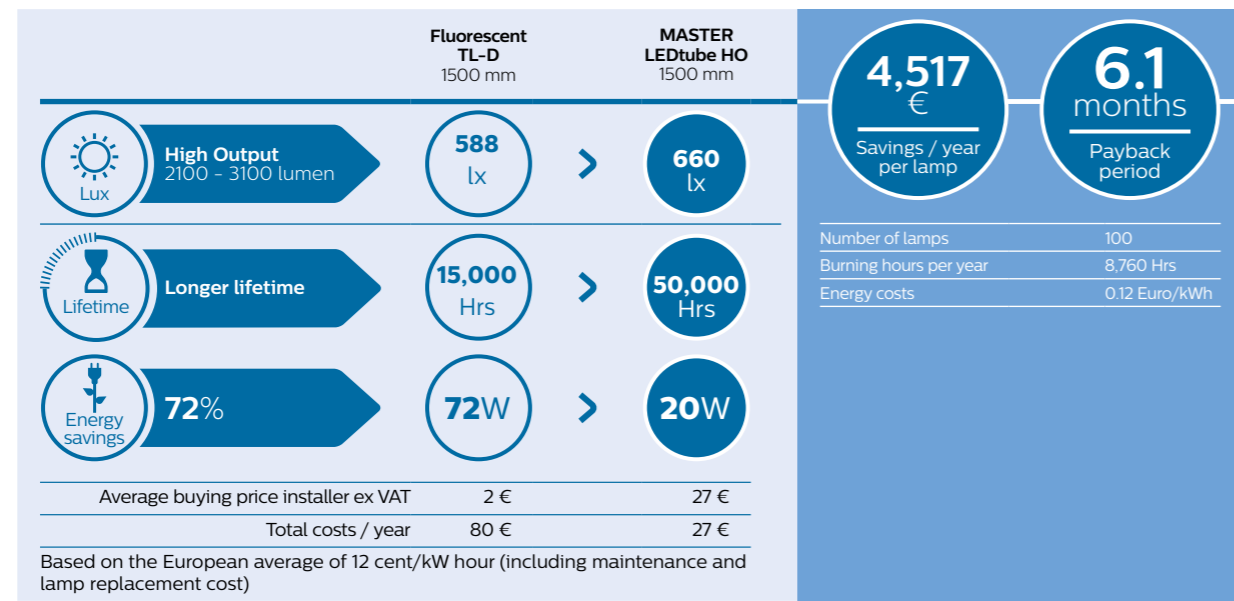 Fluorescent
TL-D
1500 mm
MASTER
LEDtube HO
1500 mm
Lux
High Output
2100 - 3100 lumen
588
lx
>
660
lx
Lifetime
Longer lifetime
15,000
Hrs
>
50,000
Hrs
Energy
savings
72%
72W
>
20W
Average buying price installer ex VAT 2 € 27 €
Total costs / year 80 € 27 €
Based on the European average of 12 cent/kW hour (including maintenance and
lamp replacement cost)
4,517
€
Savings / year
per lamp
6.1
months
Payback
period
Number of lamps 100
Burning hours per year 8,760 Hrs
Energy costs 0.12 Euro/kWh